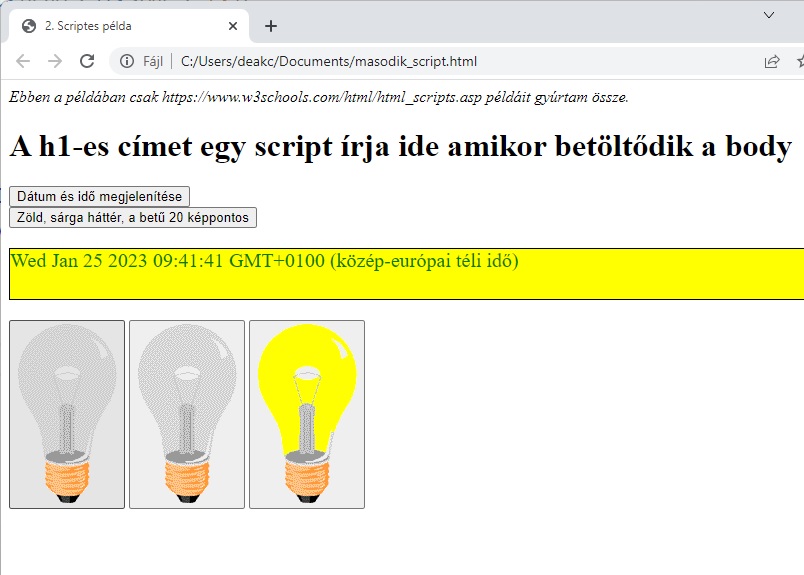 2. Scriptes példa
Fájl
C:/Users/deakc/Documents/masodik_script.html
Ebben a példában csak https://www.w3schools.com/html/html_scripts.asp példáit gyúrtam össze.
A h1-es címet egy script írja ide amikor betöltődik a body
Dátum és idő megjelenítése
Zöld, sárga háttér, a betű 20 képpontos
Wed Jan 25 2023 09:41:41 GMT+0100 (közép-európai téli idő)